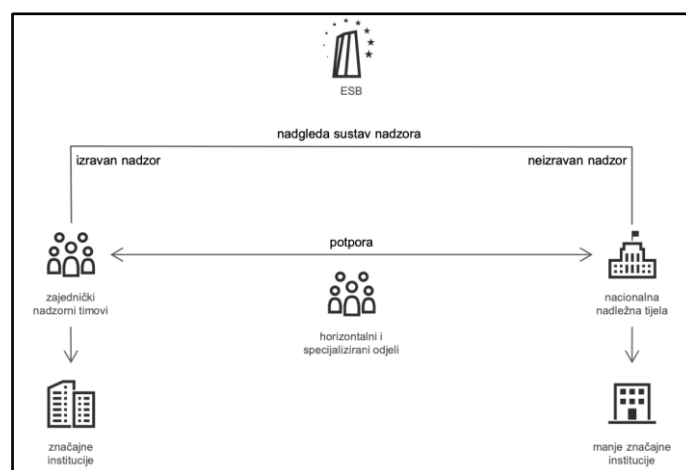 ESB
nadgleda sustav nadzora
izravan nadzor
neizravan nadzor
potpora
zajednički
nadzorni timovi
horizontalni i
specijalizirani odjeli
nacionalna
nadležna tijela
značajne
institucije
manje značajne
institucije